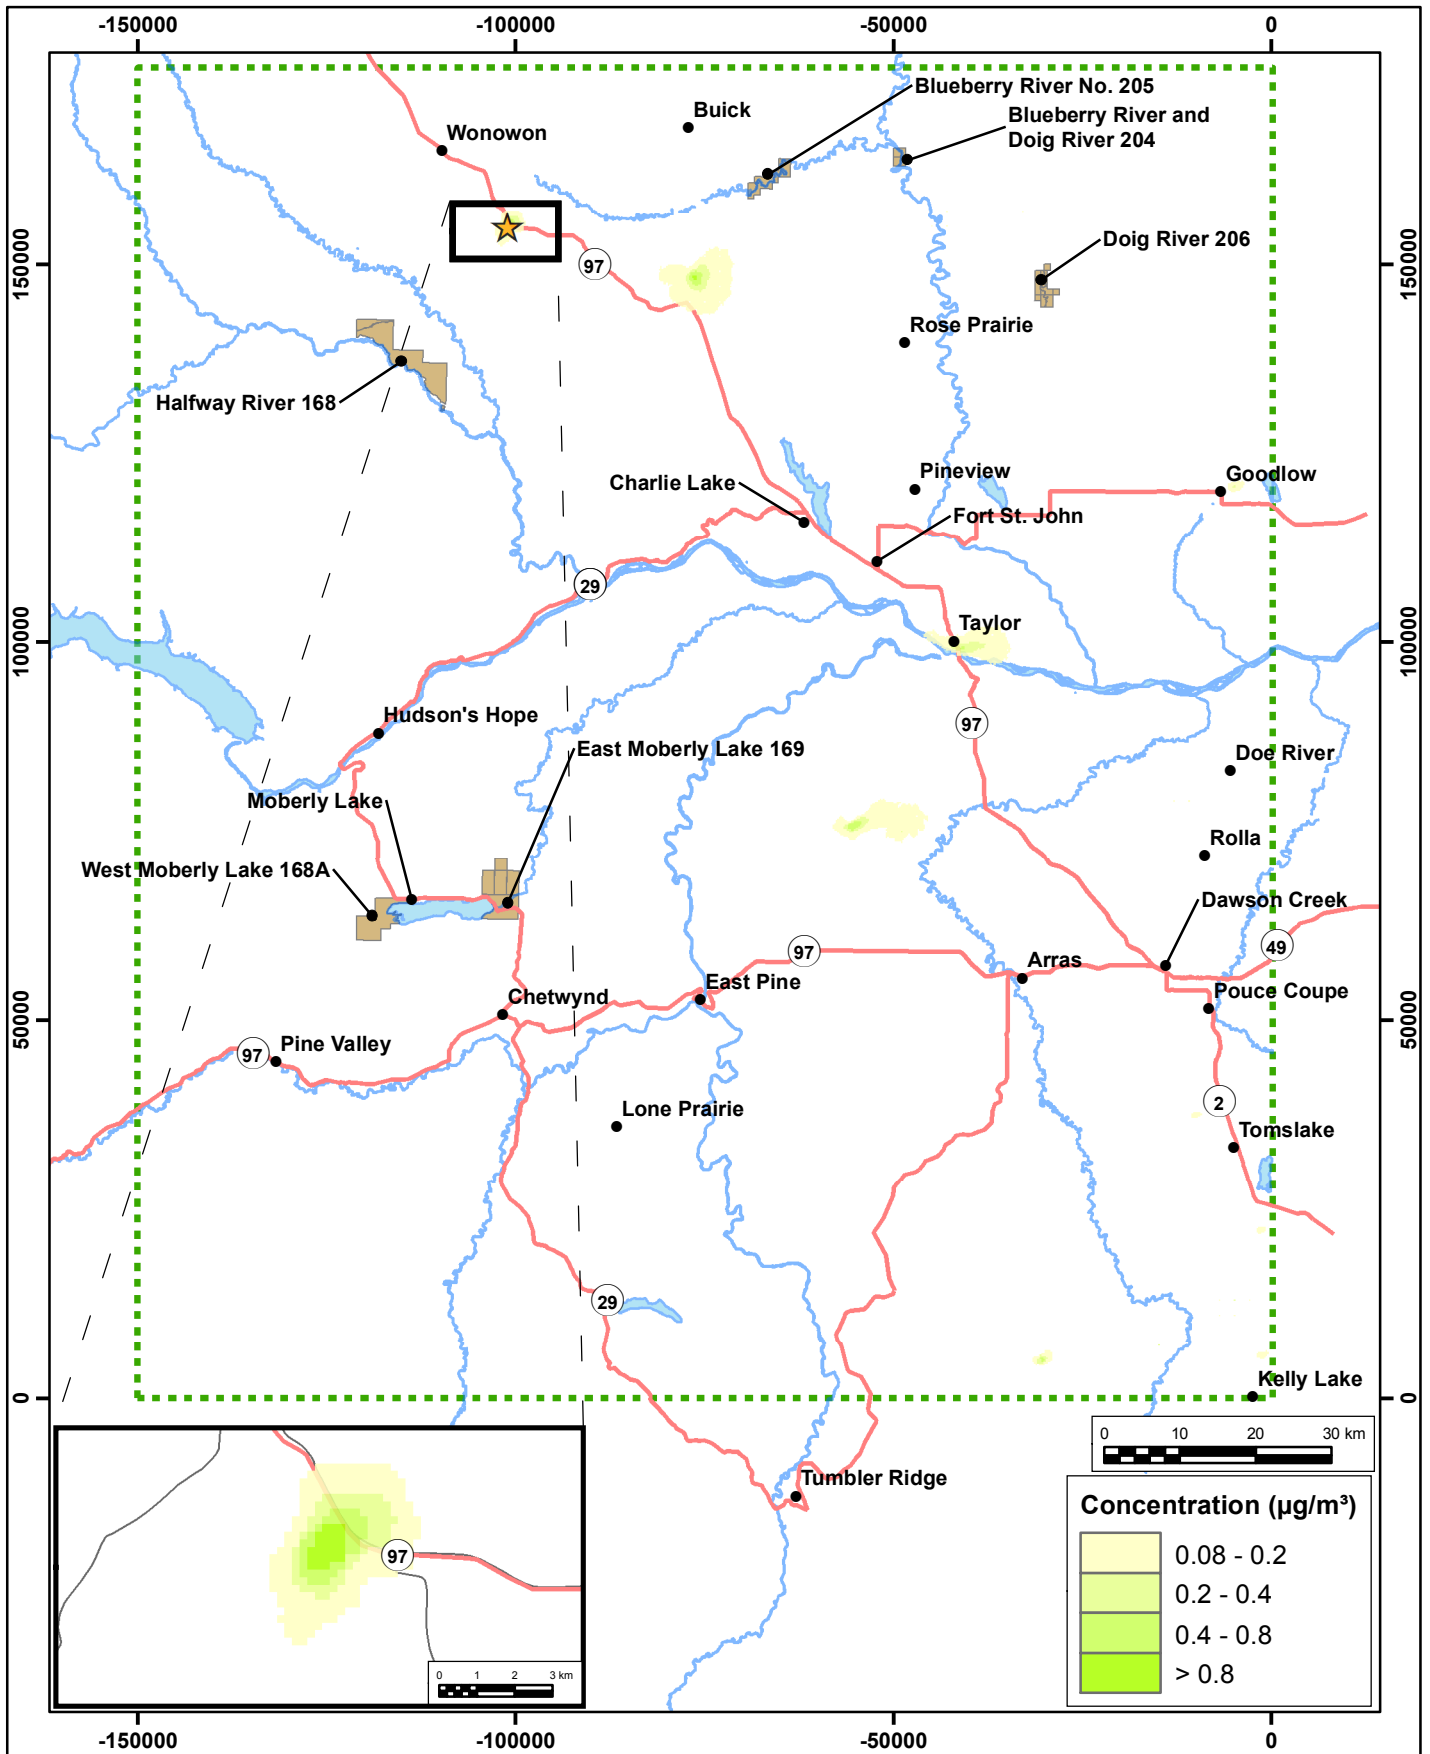 -150000
-100000
-50000
0
Blueberry River No. 205
Buick
Blueberry River and
Doig River 204
Wonowon
150000
150000
Doig River 206
97
Rose Prairie
Halfway River 168
Pineview
Goodlow
Charlie Lake
Fort St. John
29
Taylor
100000
100000
Hudson's Hope
97
East Moberly Lake 169
Doe River
Moberly Lake
Rolla
West Moberly Lake 168A
Dawson Creek
97
49
Arras
East Pine
Pouce Coupe
Chetwynd
50000
50000
97
Pine Valley
2
Lone Prairie
Tomslake
29
Kelly Lake
0
0
0 10 20 30 km
Tumbler Ridge
Concentration (µg/m³)
0.08 - 0.2
0.2 - 0.4
0.4 - 0.8
> 0.8
97
0 1 2 3 km
-150000
-100000
-50000
0